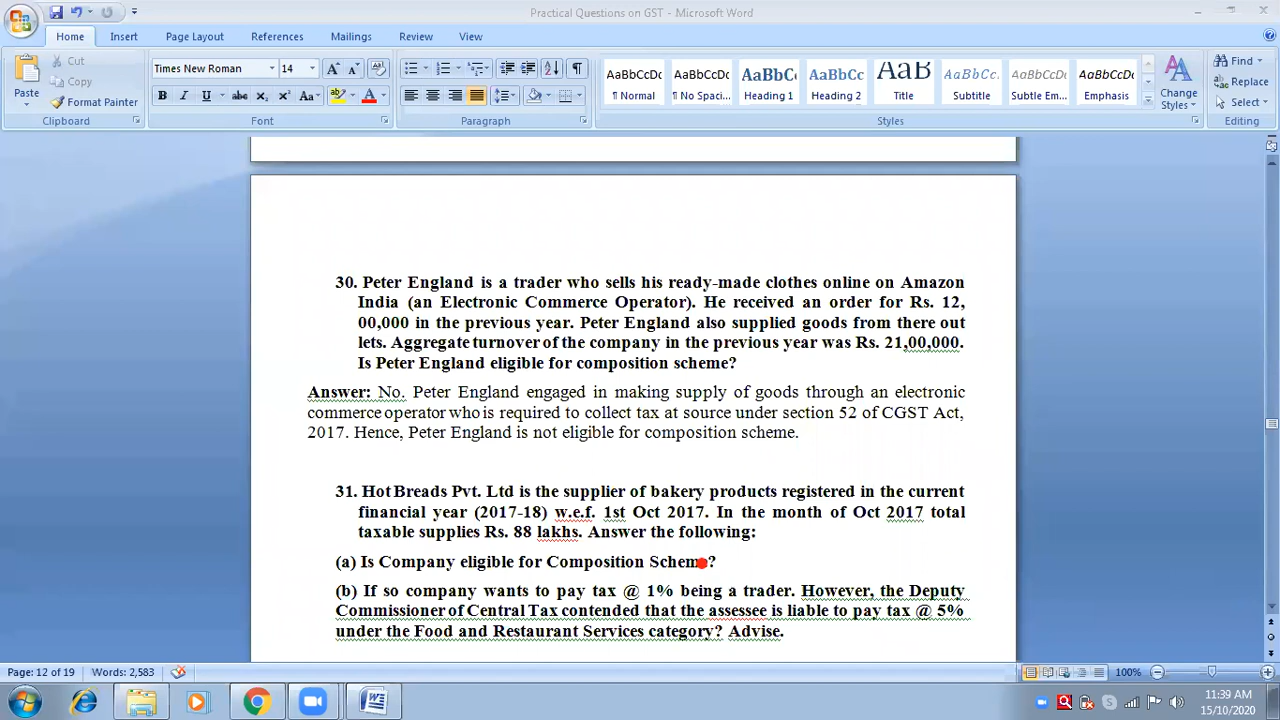 Practical Questions on GST - Microsoft Word
Home Insert Page Layout References Mailings Review View
Cut
Copy
Format Painter
Paste
Clipboard
Times New Roman 14
Font
Paragraph
AaBbCcDc AaBbCcDc AaBbC AaBbCc AaB AaBbCc. AaBbCcDc AaBbCcDc
¶ Normal ¶ No Spaci... Heading 1 Heading 2 Title Subtitle Subtle Em... Emphasis
Change Styles
Styles
Find
Replace
Select
Editing
30. Peter England is a trader who sells his ready-made clothes online on Amazon
India (an Electronic Commerce Operator). He received an order for Rs. 12,
00,000 in the previous year. Peter England also supplied goods from there out
lets. Aggregate turnover of the company in the previous year was Rs. 21,00,000.
Is Peter England eligible for composition scheme?
Answer: No. Peter England engaged in making supply of goods through an electronic
commerce operator who is required to collect tax at source under section 52 of CGST Act,
2017. Hence, Peter England is not eligible for composition scheme.
31. Hot Breads Pvt. Ltd is the supplier of bakery products registered in the current
financial year (2017-18) w.e.f. 1st Oct 2017. In the month of Oct 2017 total
taxable supplies Rs. 88 lakhs. Answer the following:
(a) Is Company eligible for Composition Scheme?
(b) If so company wants to pay tax @ 1% being a trader. However, the Deputy
Commissioner of Central Tax contended that the assessee is liable to pay tax @ 5%
under the Food and Restaurant Services category? Advise.
Page: 12 of 19 Words: 2,583 100%
11:39 AM
15/10/2020